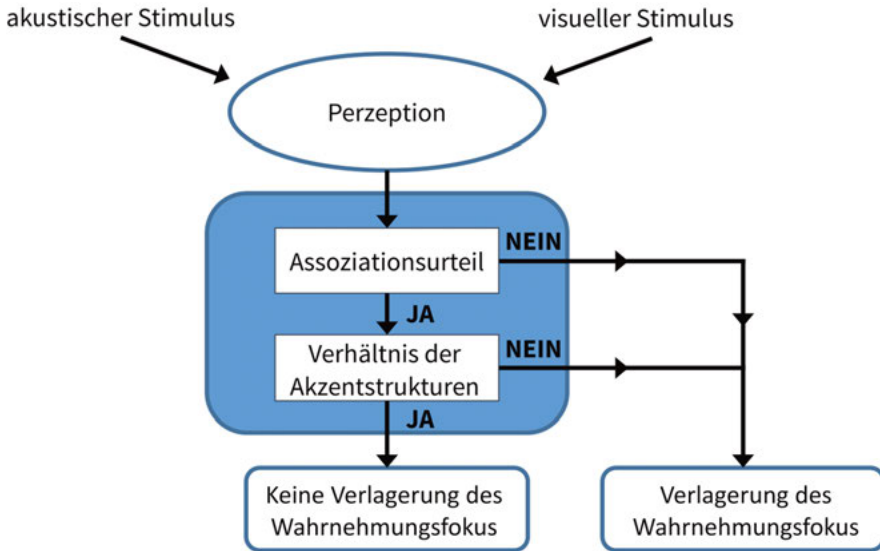 akustischer Stimulus
visueller Stimulus
Perzeption
Assoziationsurteil
NEIN
JA
Verhältnis der
Akzentstrukturen
NEIN
JA
Keine Verlagerung des
Wahrnehmungsfokus
Verlagerung des
Wahrnehmungsfokus